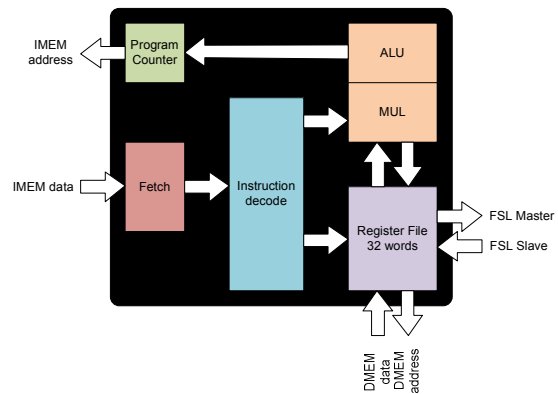 IMEM
address
Program
Counter
ALU
MUL
IMEM data
Fetch
Instruction
decode
Register File
32 words
FSL Master
FSL Slave
DMEM
data
DMEM
address